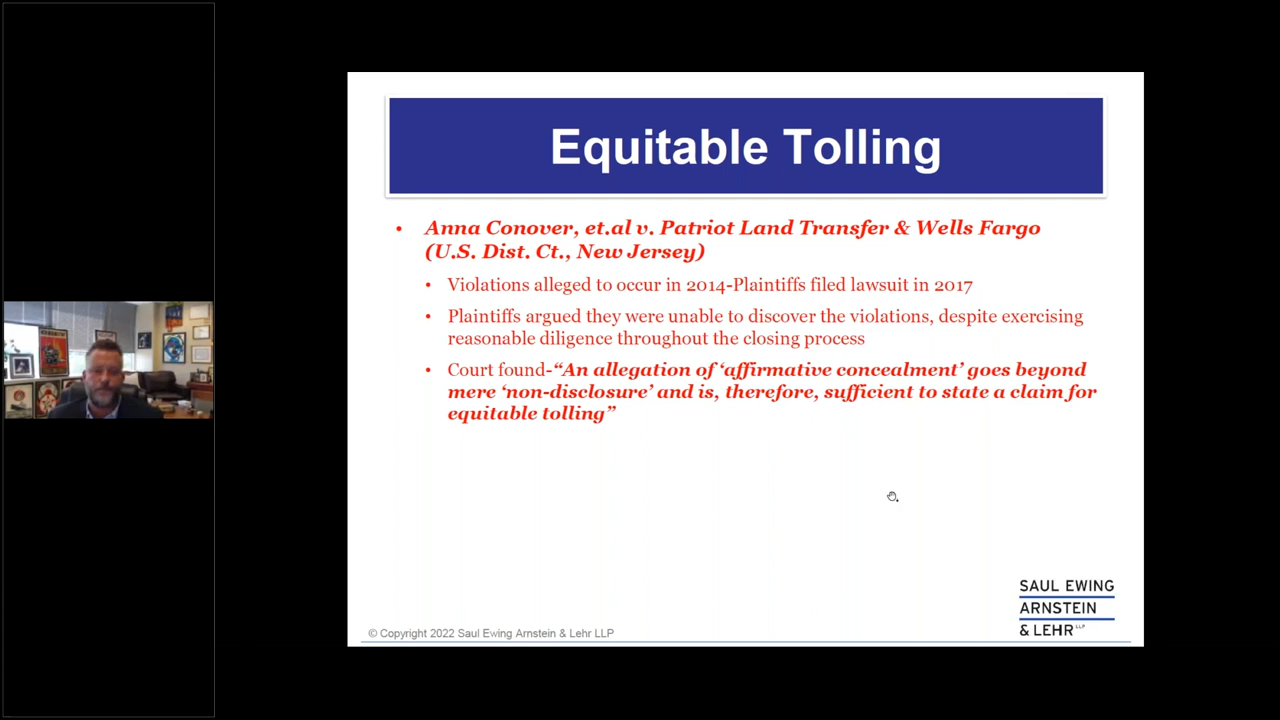 Equitable Tolling
• Anna Conover, et.al v. Patriot Land Transfer & Wells Fargo
(U.S. Dist. Ct., New Jersey)
• Violations alleged to occur in 2014-Plaintiffs filed lawsuit in 2017
• Plaintiffs argued they were unable to discover the violations, despite exercising
reasonable diligence throughout the closing process
• Court found-“An allegation of ‘affirmative concealment’ goes beyond
mere ‘non-disclosure’ and is, therefore, sufficient to state a claim for
equitable tolling”
SAUL EWING
ARNSTEIN
& LEHR LLP
© Copyright 2022 Saul Ewing Arnstein & Lehr LLP